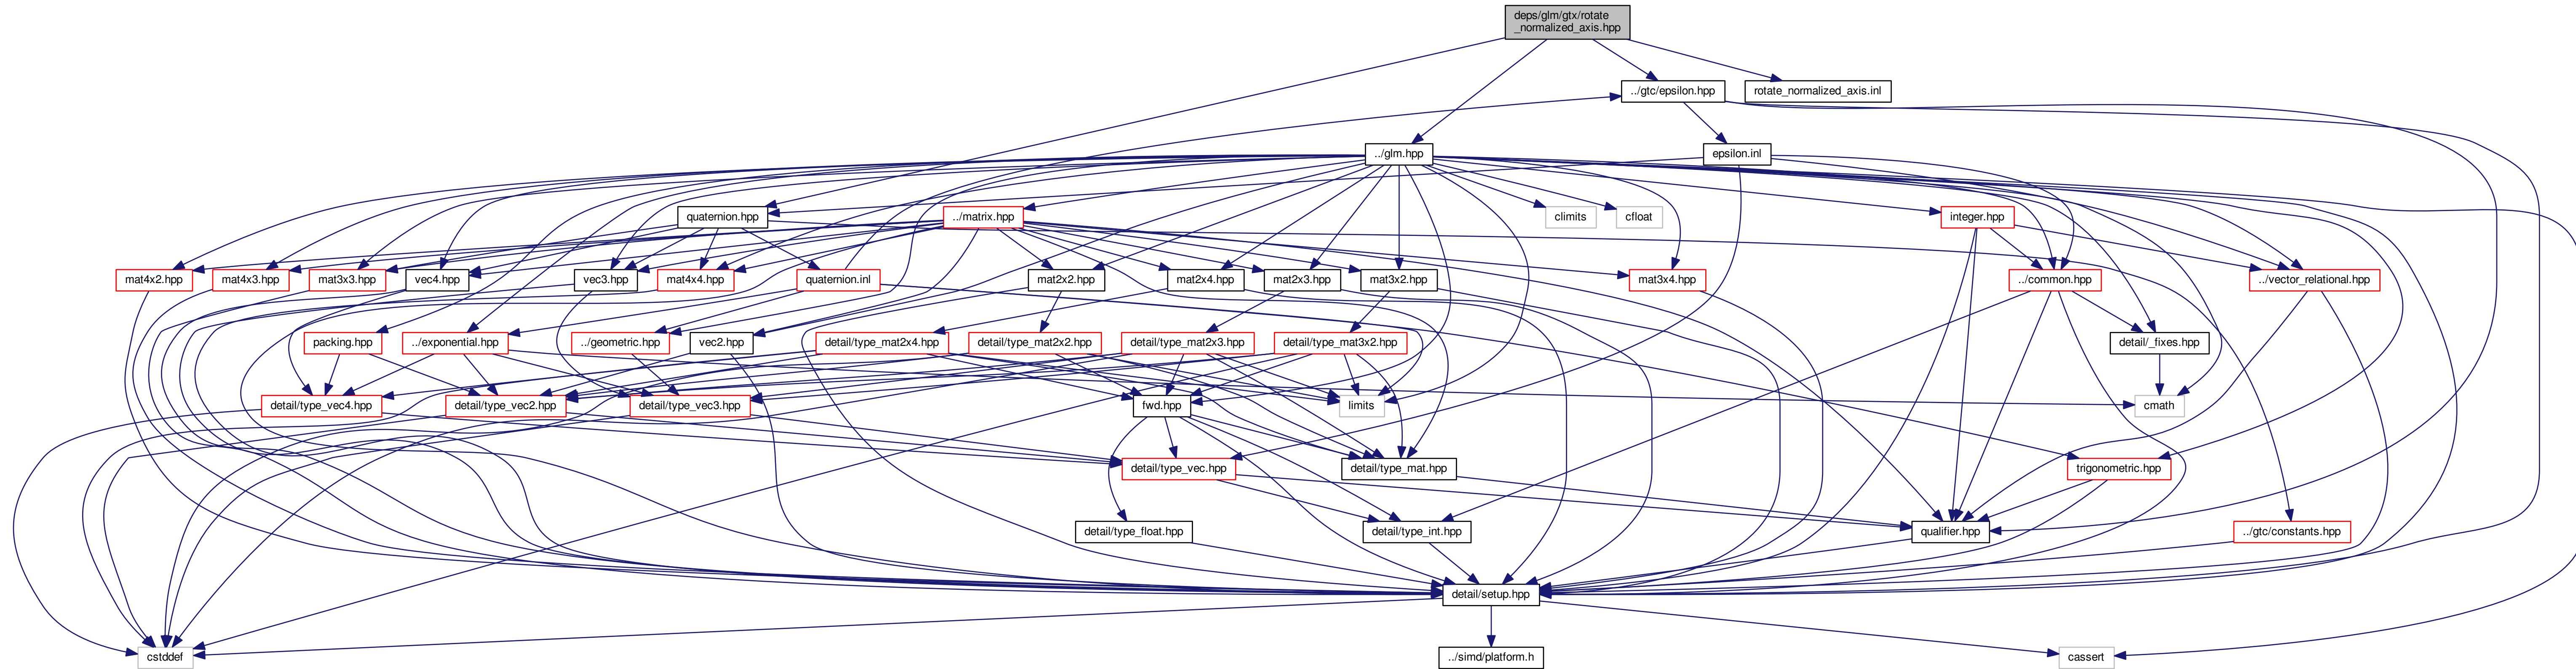 deps/glm/gtx/rotate
_normalized_axis.hpp
../gtc/epsilon.hpp
rotate_normalized_axis.inl
../glm.hpp
epsilon.inl
quaternion.hpp
../matrix.hpp
climits
cfloat
integer.hpp
mat4x2.hpp
mat4x3.hpp
mat3x3.hpp
vec4.hpp
vec3.hpp
mat4x4.hpp
quaternion.inl
mat2x2.hpp
mat2x4.hpp
mat2x3.hpp
mat3x2.hpp
mat3x4.hpp
../common.hpp
../vector_relational.hpp
packing.hpp
../exponential.hpp
../geometric.hpp
vec2.hpp
detail/type_mat2x4.hpp
detail/type_mat2x2.hpp
detail/type_mat2x3.hpp
detail/type_mat3x2.hpp
detail/_fixes.hpp
detail/type_vec4.hpp
detail/type_vec2.hpp
detail/type_vec3.hpp
fwd.hpp
limits
cmath
detail/type_vec.hpp
detail/type_mat.hpp
trigonometric.hpp
detail/type_float.hpp
detail/type_int.hpp
qualifier.hpp
../gtc/constants.hpp
detail/setup.hpp
cstddef
../simd/platform.h
cassert